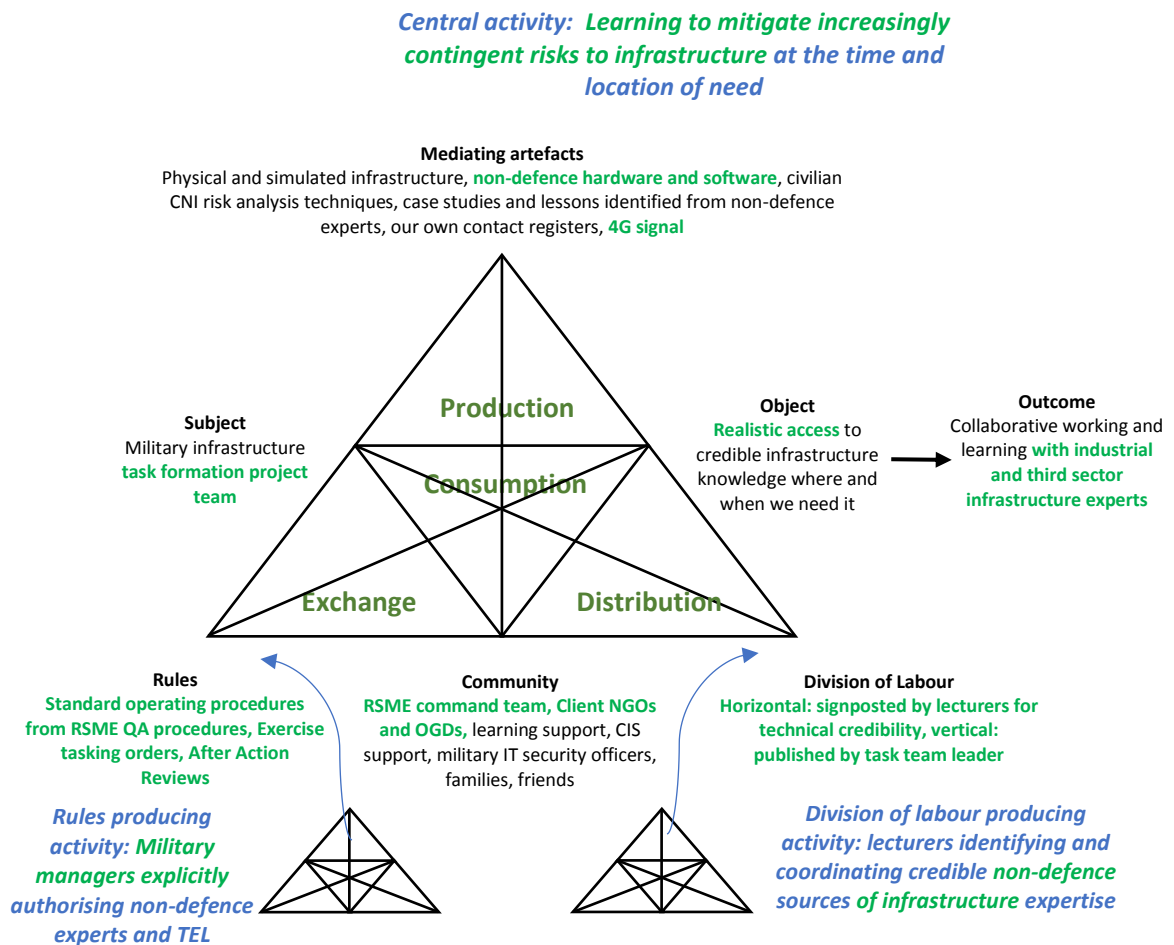 Central activity: Learning to mitigate increasingly
contingent risks to infrastructure at the time and
location of need
Mediating artefacts
Physical and simulated infrastructure, non-defence hardware and software, civilian
CNI risk analysis techniques, case studies and lessons identified from non-defence
experts, our own contact registers, 4G signal
Production
Subject
Military infrastructure
task formation project
team
Consumption
Object
Realistic access to
credible infrastructure
knowledge where and
when we need it
Outcome
Collaborative working and
learning with industrial
and third sector
infrastructure experts
Exchange
Distribution
Rules
Standard operating procedures
from RSME QA procedures, Exercise
tasking orders, After Action
Reviews
Community
RSME command team, Client NGOs
and OGDs, learning support, CIS
support, military IT security officers,
families, friends
Division of Labour
Horizontal: signposted by lecturers for
technical credibility, vertical:
published by task team leader
Rules producing
activity: Military
managers explicitly
authorising non-defence
experts and TEL
Division of labour producing
activity: lecturers identifying and
coordinating credible non-defence
sources of infrastructure expertise